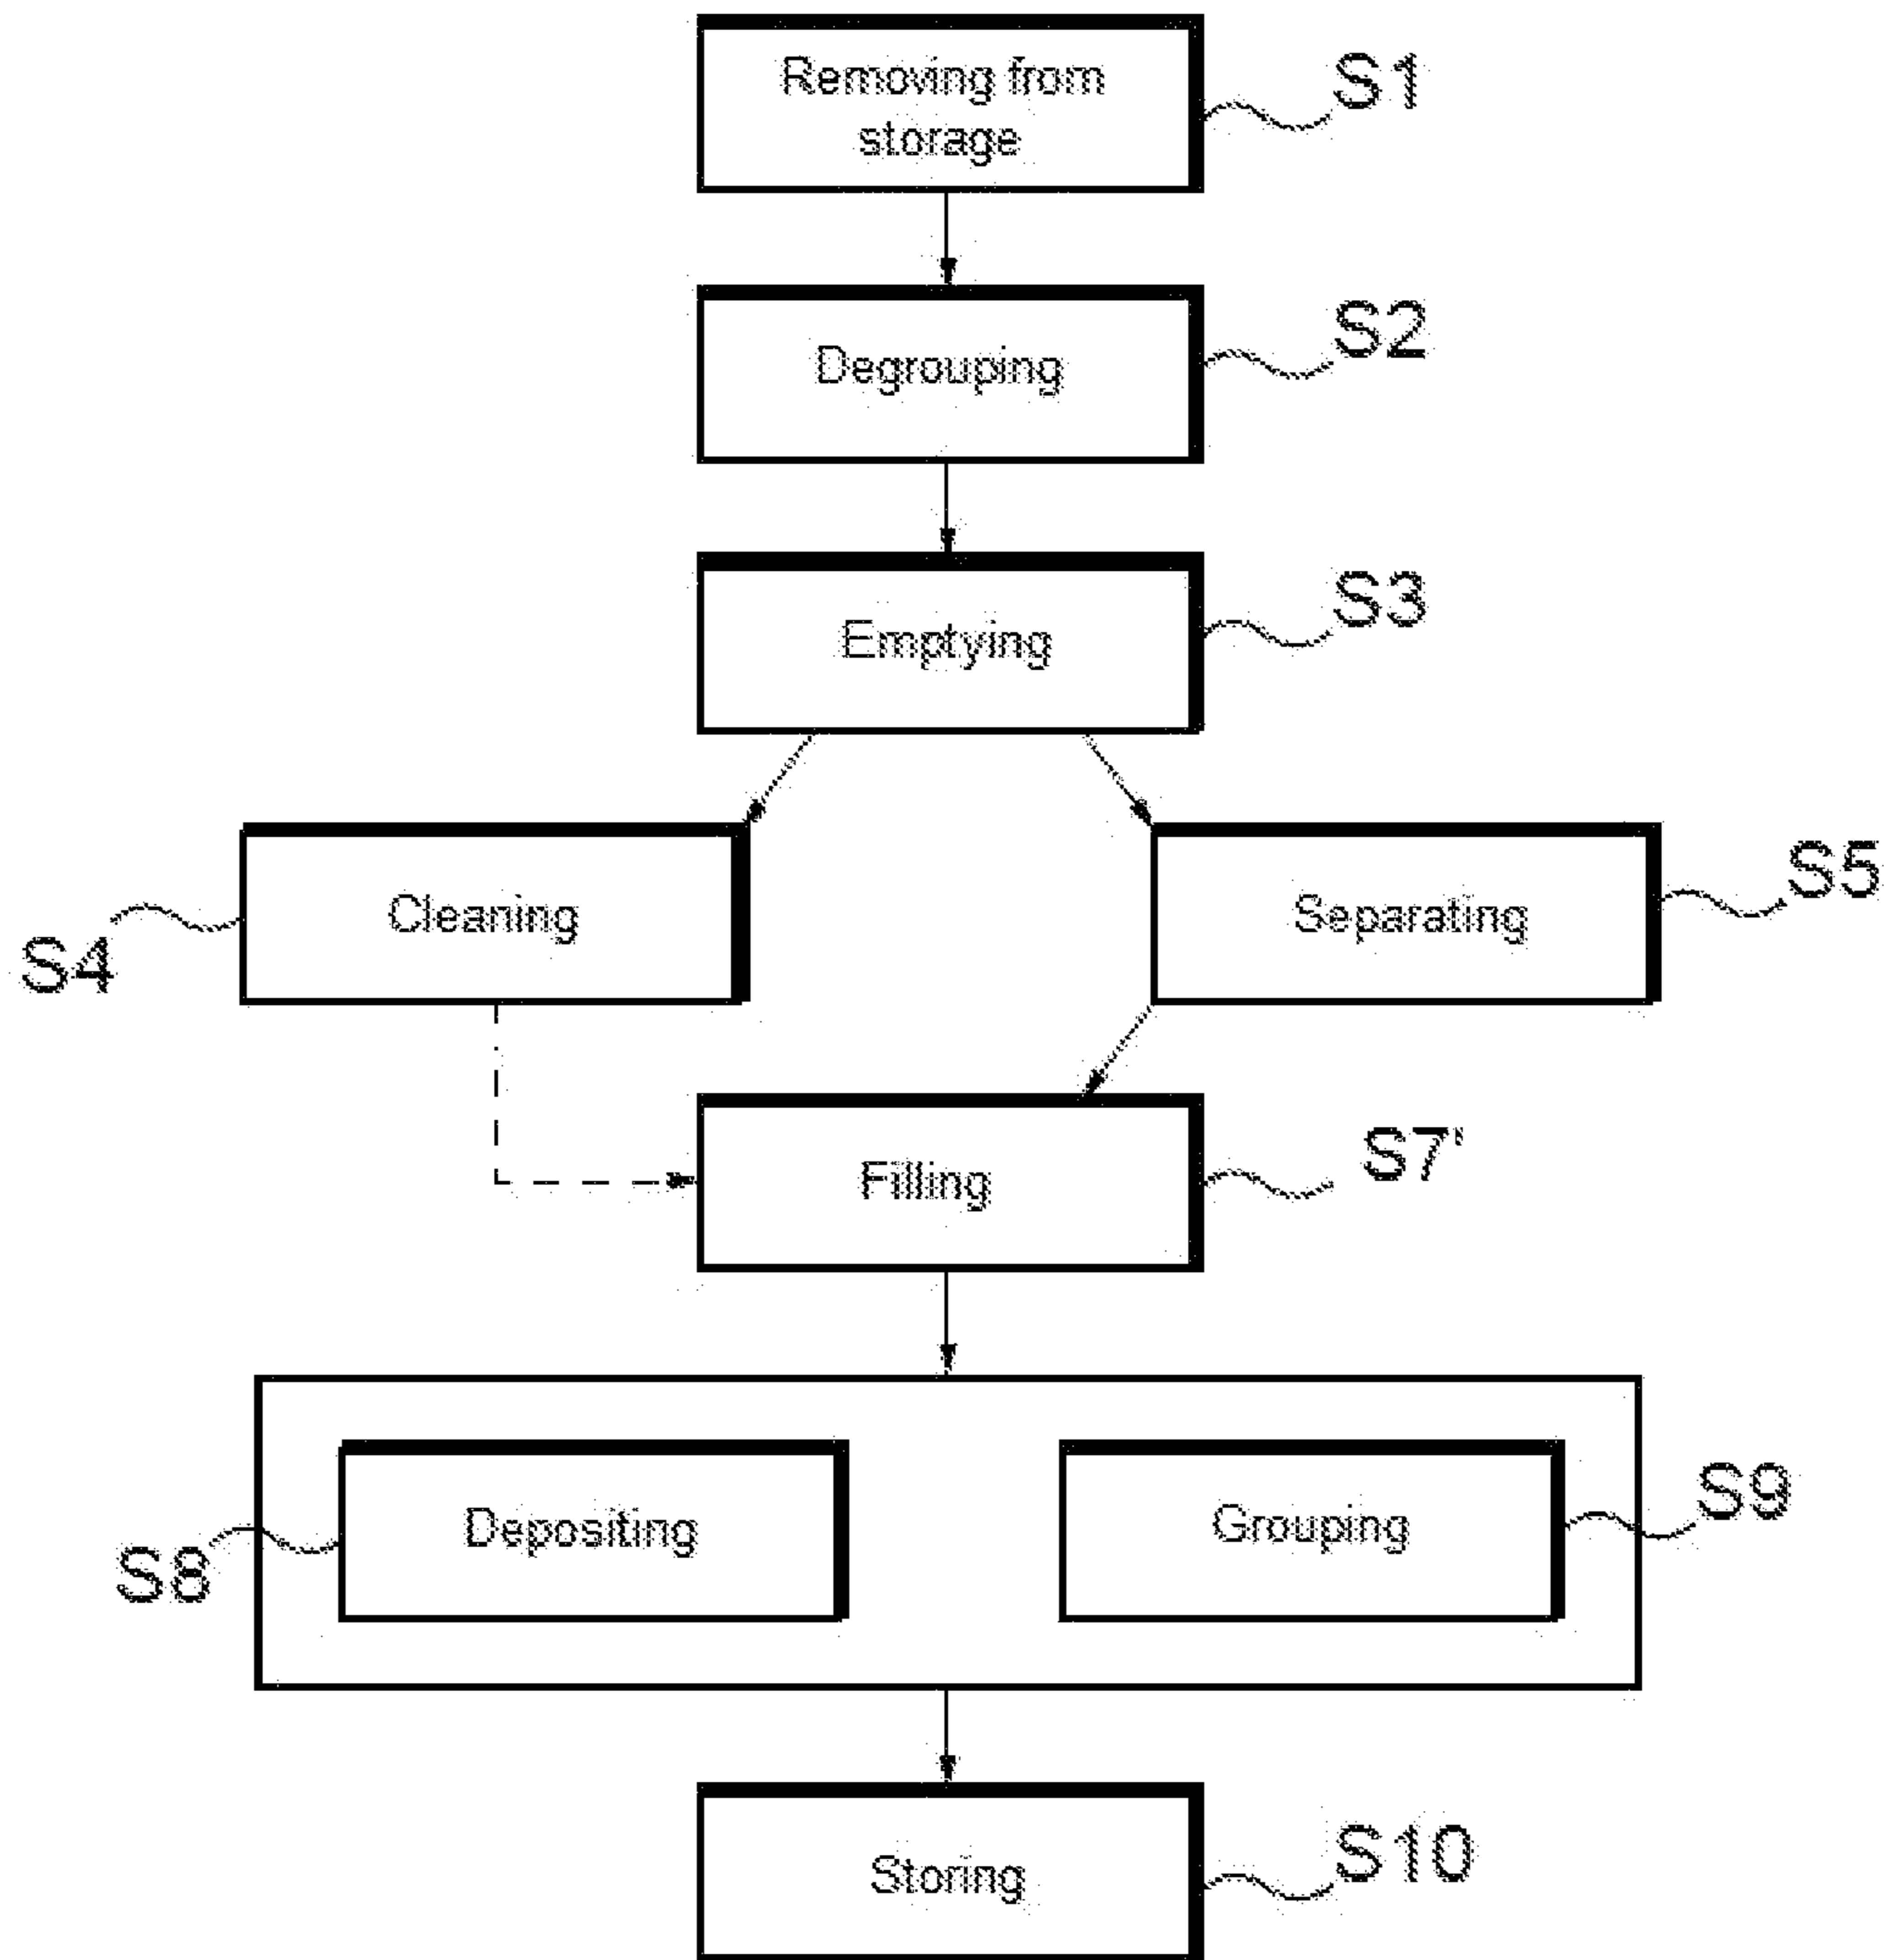 Removing from
storage
S1
Degrouping
S2
Emptying
S3
Cleaning
S4
Separating
S5
Filling
S7'
Depositing
S8
Grouping
S9
Storing
S10